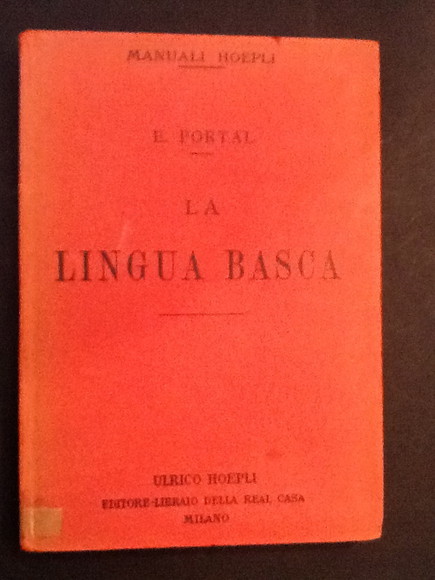 MANUALI HOEPLI
E. PORTAL
LA
LINGUA BASCA
ULRICO HOEPLI
EDITORE-LIBRAIO DELLA REAL CASA
MILANO